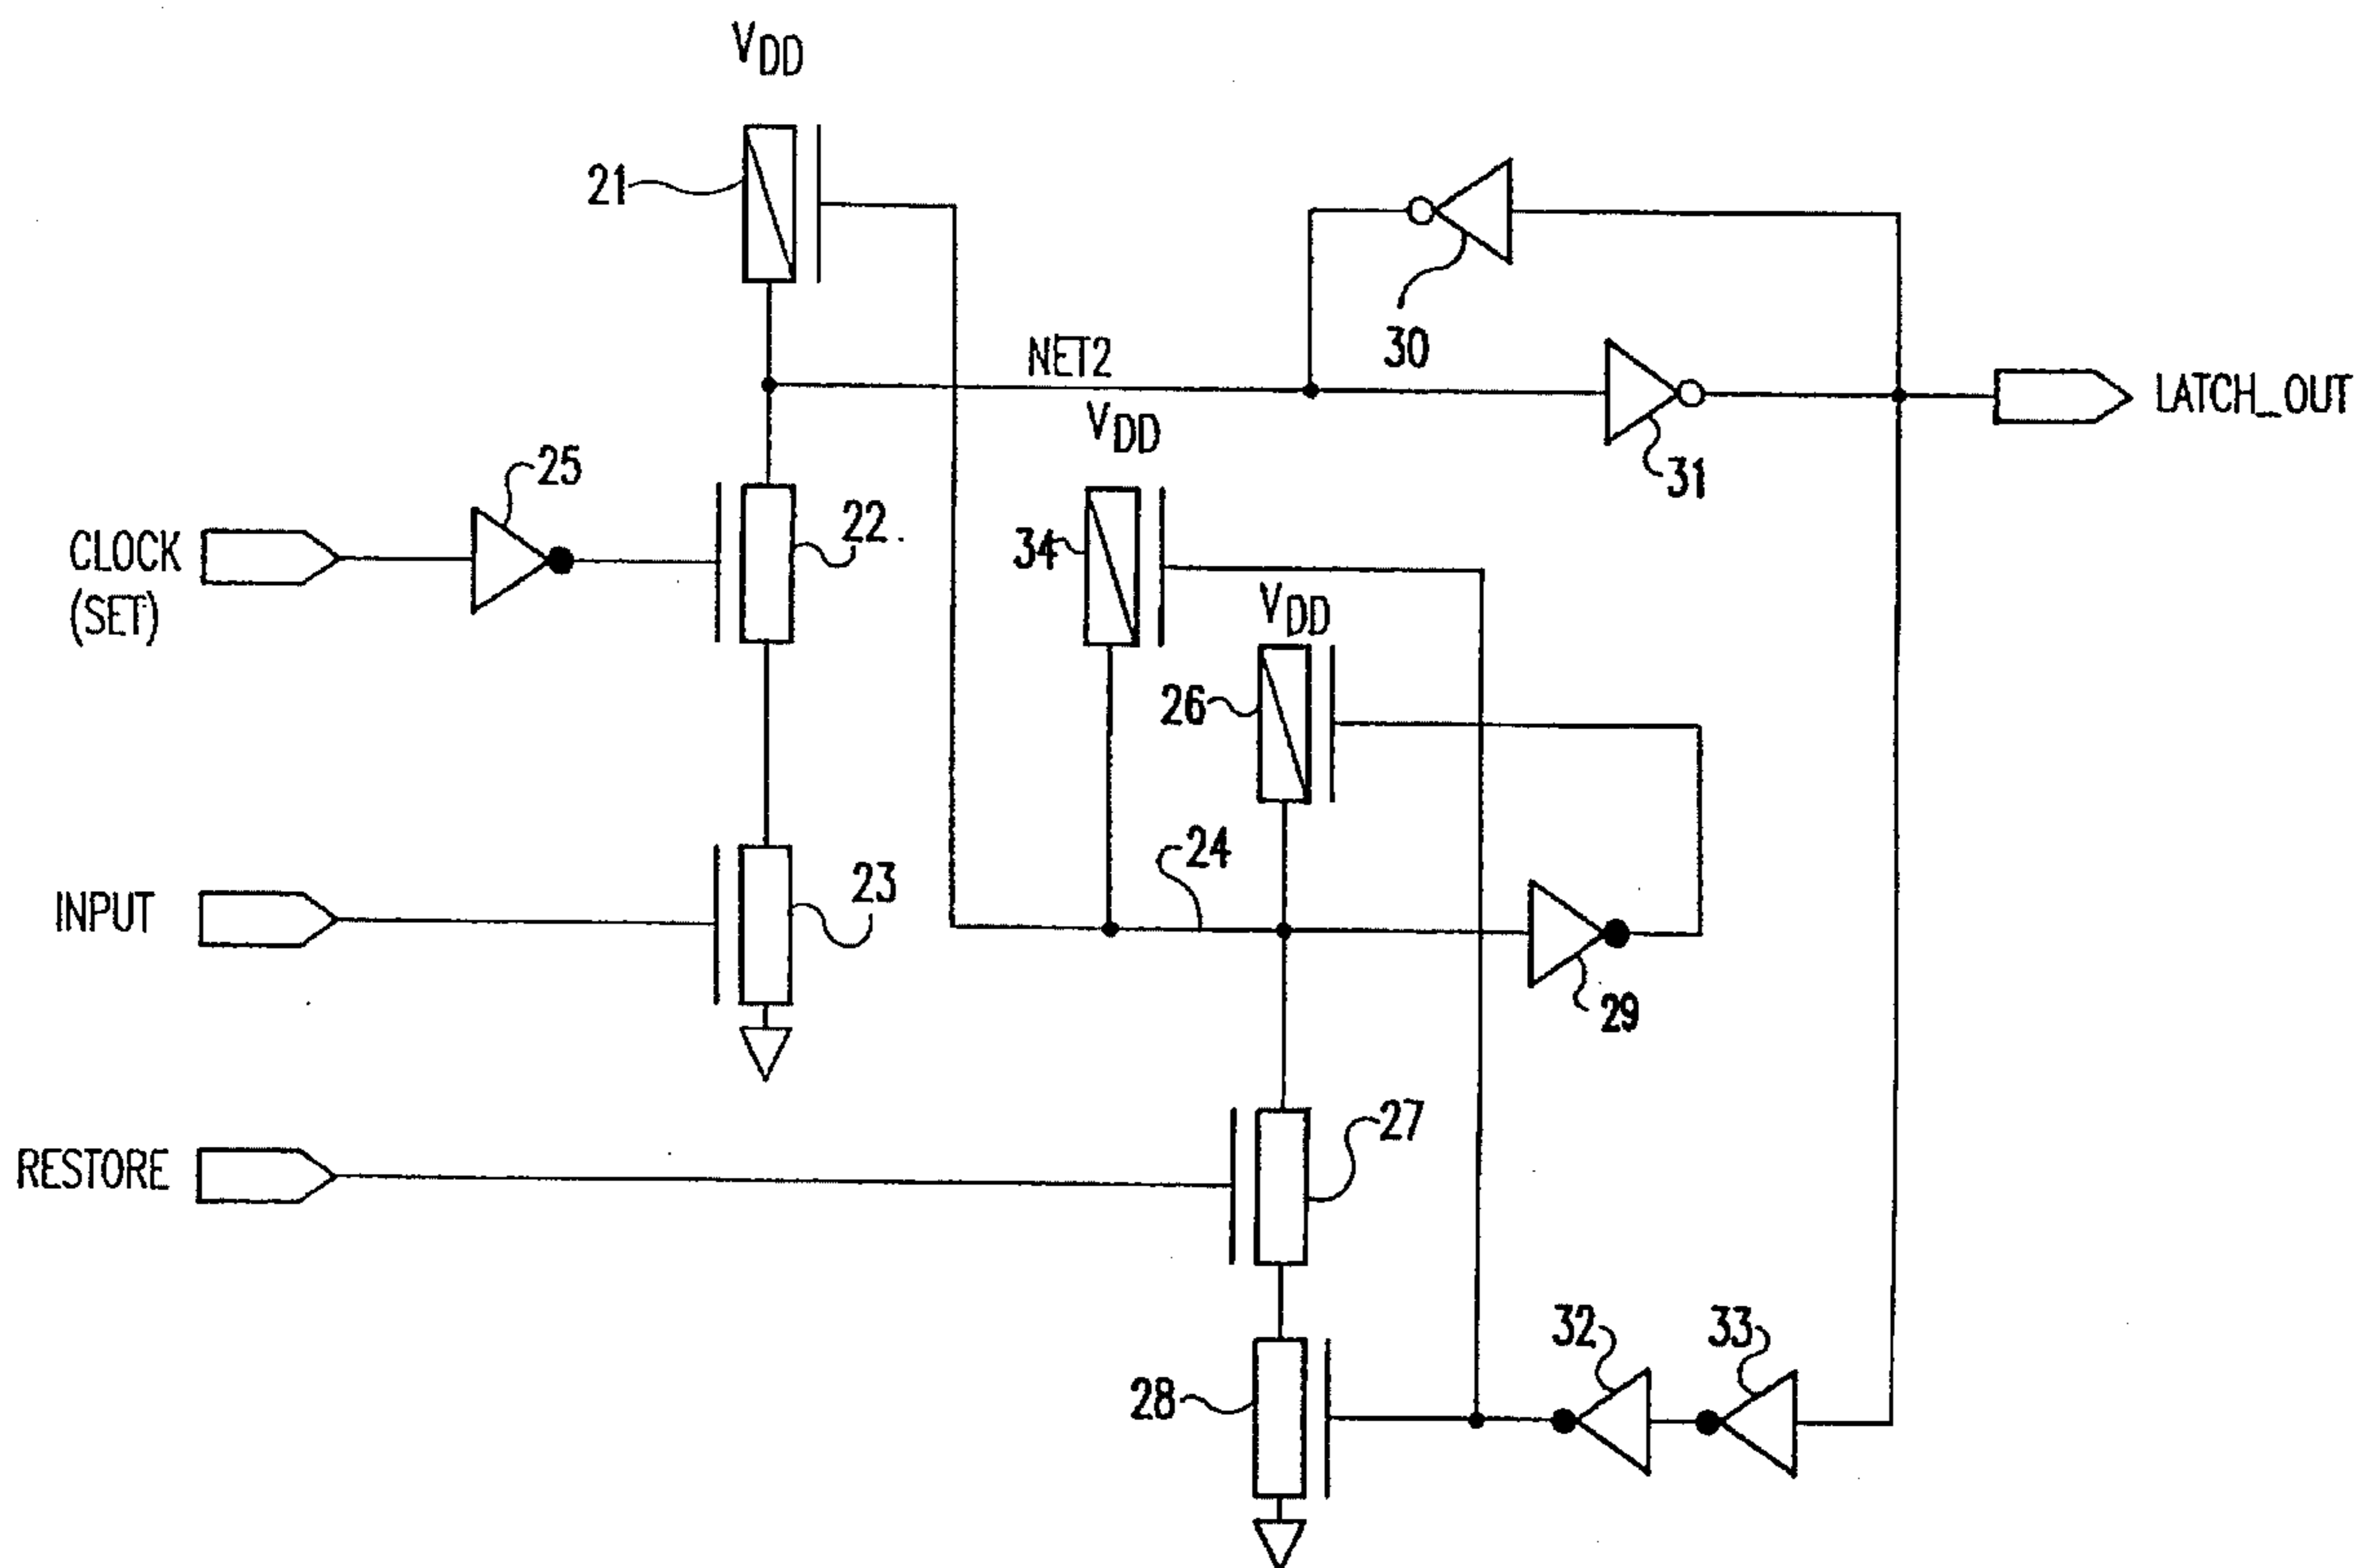 VDD
21
30
NET2
LATCH_OUT
VDD
31
25
22
CLOCK
(SET)
34
VDD
26
24
23
INPUT
29
27
RESTORE
32
33
28